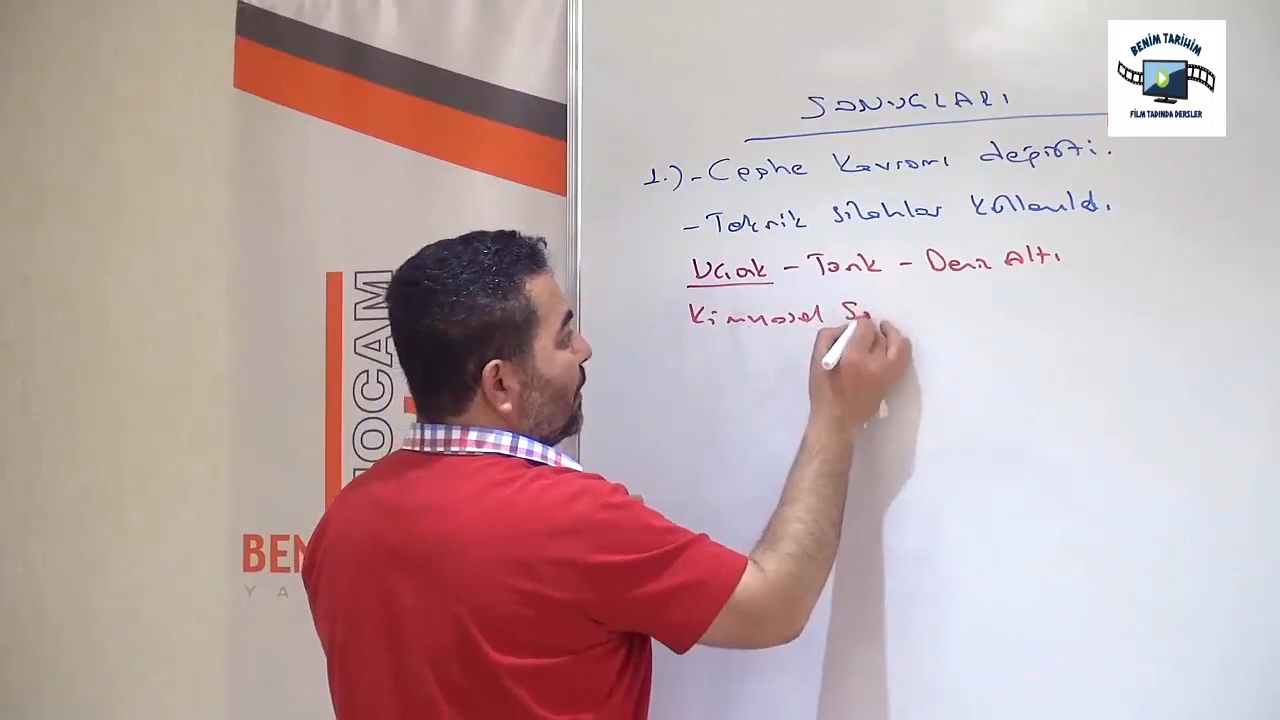 BENİM TARİHİM
FİLM TADINDA DERSLER
SONUÇLARI
1.) - Cephe kavramı değişti.
- Teknik silahlar kullanıldı.
Uçak - Tank - Deniz Altı
Kimyasal S
HOCAM
BEN
YA